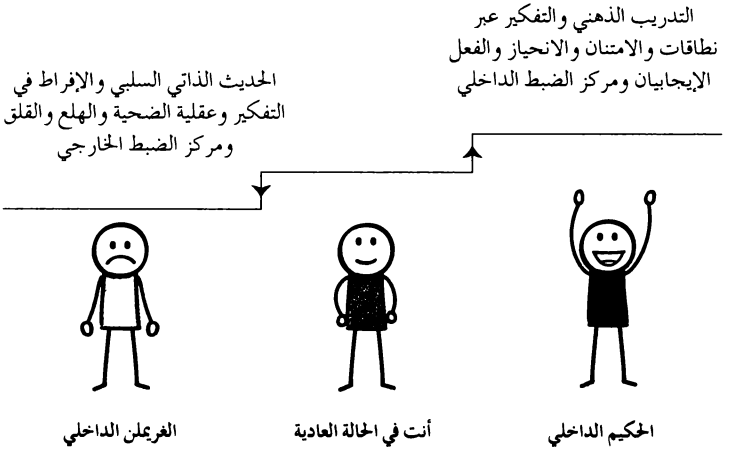 التدريب الذهني والتفكير عبر
نطاقات والامتنان والانحياز والفعل
الإيجابيان ومركز الضبط الداخلي
الحديث الذاتي السلبي والإفراط في
التفكير وعقلية الضحية والهلع والقلق
ومركز الضبط الخارجي
الحكيم الداخلي
أنت في الحالة العادية
الغريملن الداخلي